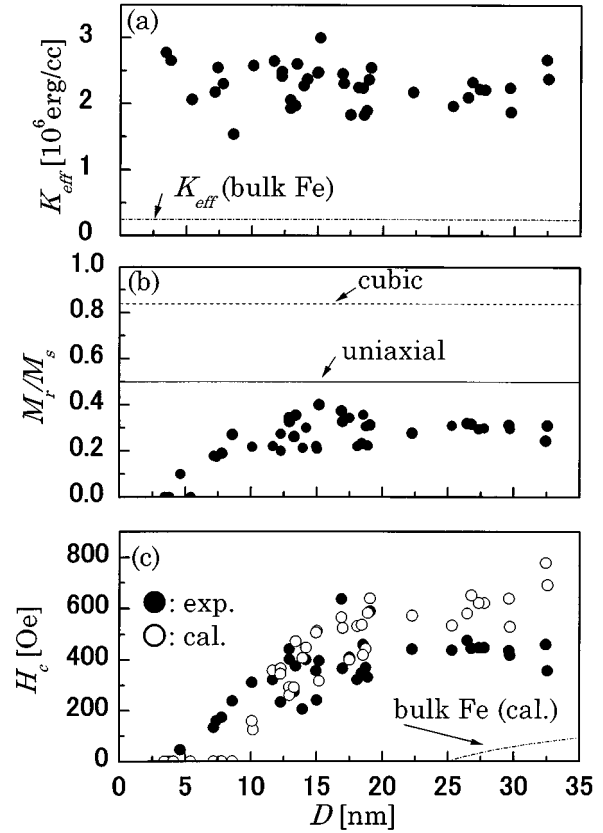 (a)
3
2
1
0
K_eff [10^6 erg/cc]
K_eff (bulk Fe)
(b)
1.0
0.8
0.6
0.4
0.2
0.0
M_r/M_s
cubic
uniaxial
(c)
800
600
400
200
0
H_c [Oe]
●: exp.
○: cal.
bulk Fe (cal.)
0 5 10 15 20 25 30 35
D [nm]